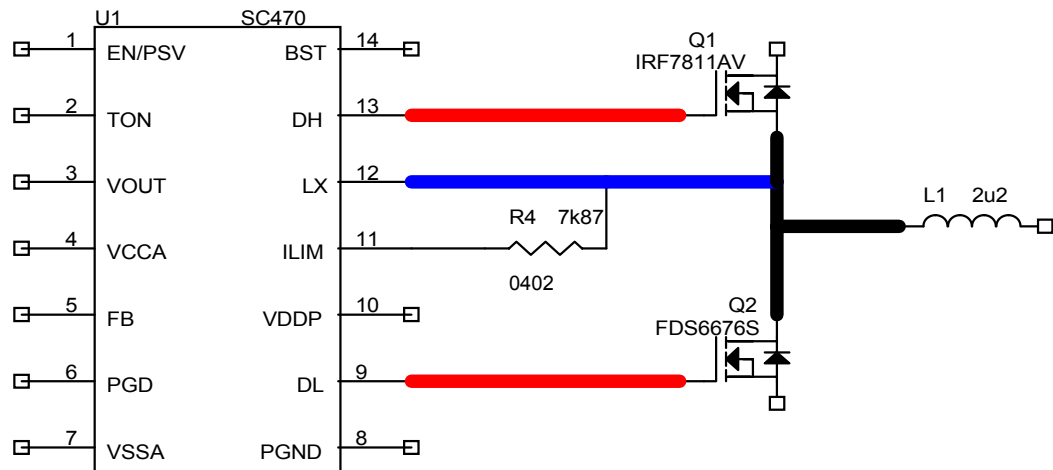 U1 SC470
1 EN/PSV BST 14
Q1
IRF7811AV
2 TON DH 13
3 VOUT LX 12
L1 2u2
R4 7k87
4 VCCA ILIM 11
0402
5 FB VDDP 10
Q2
FDS6676S
6 PGD DL 9
7 VSSA PGND 8